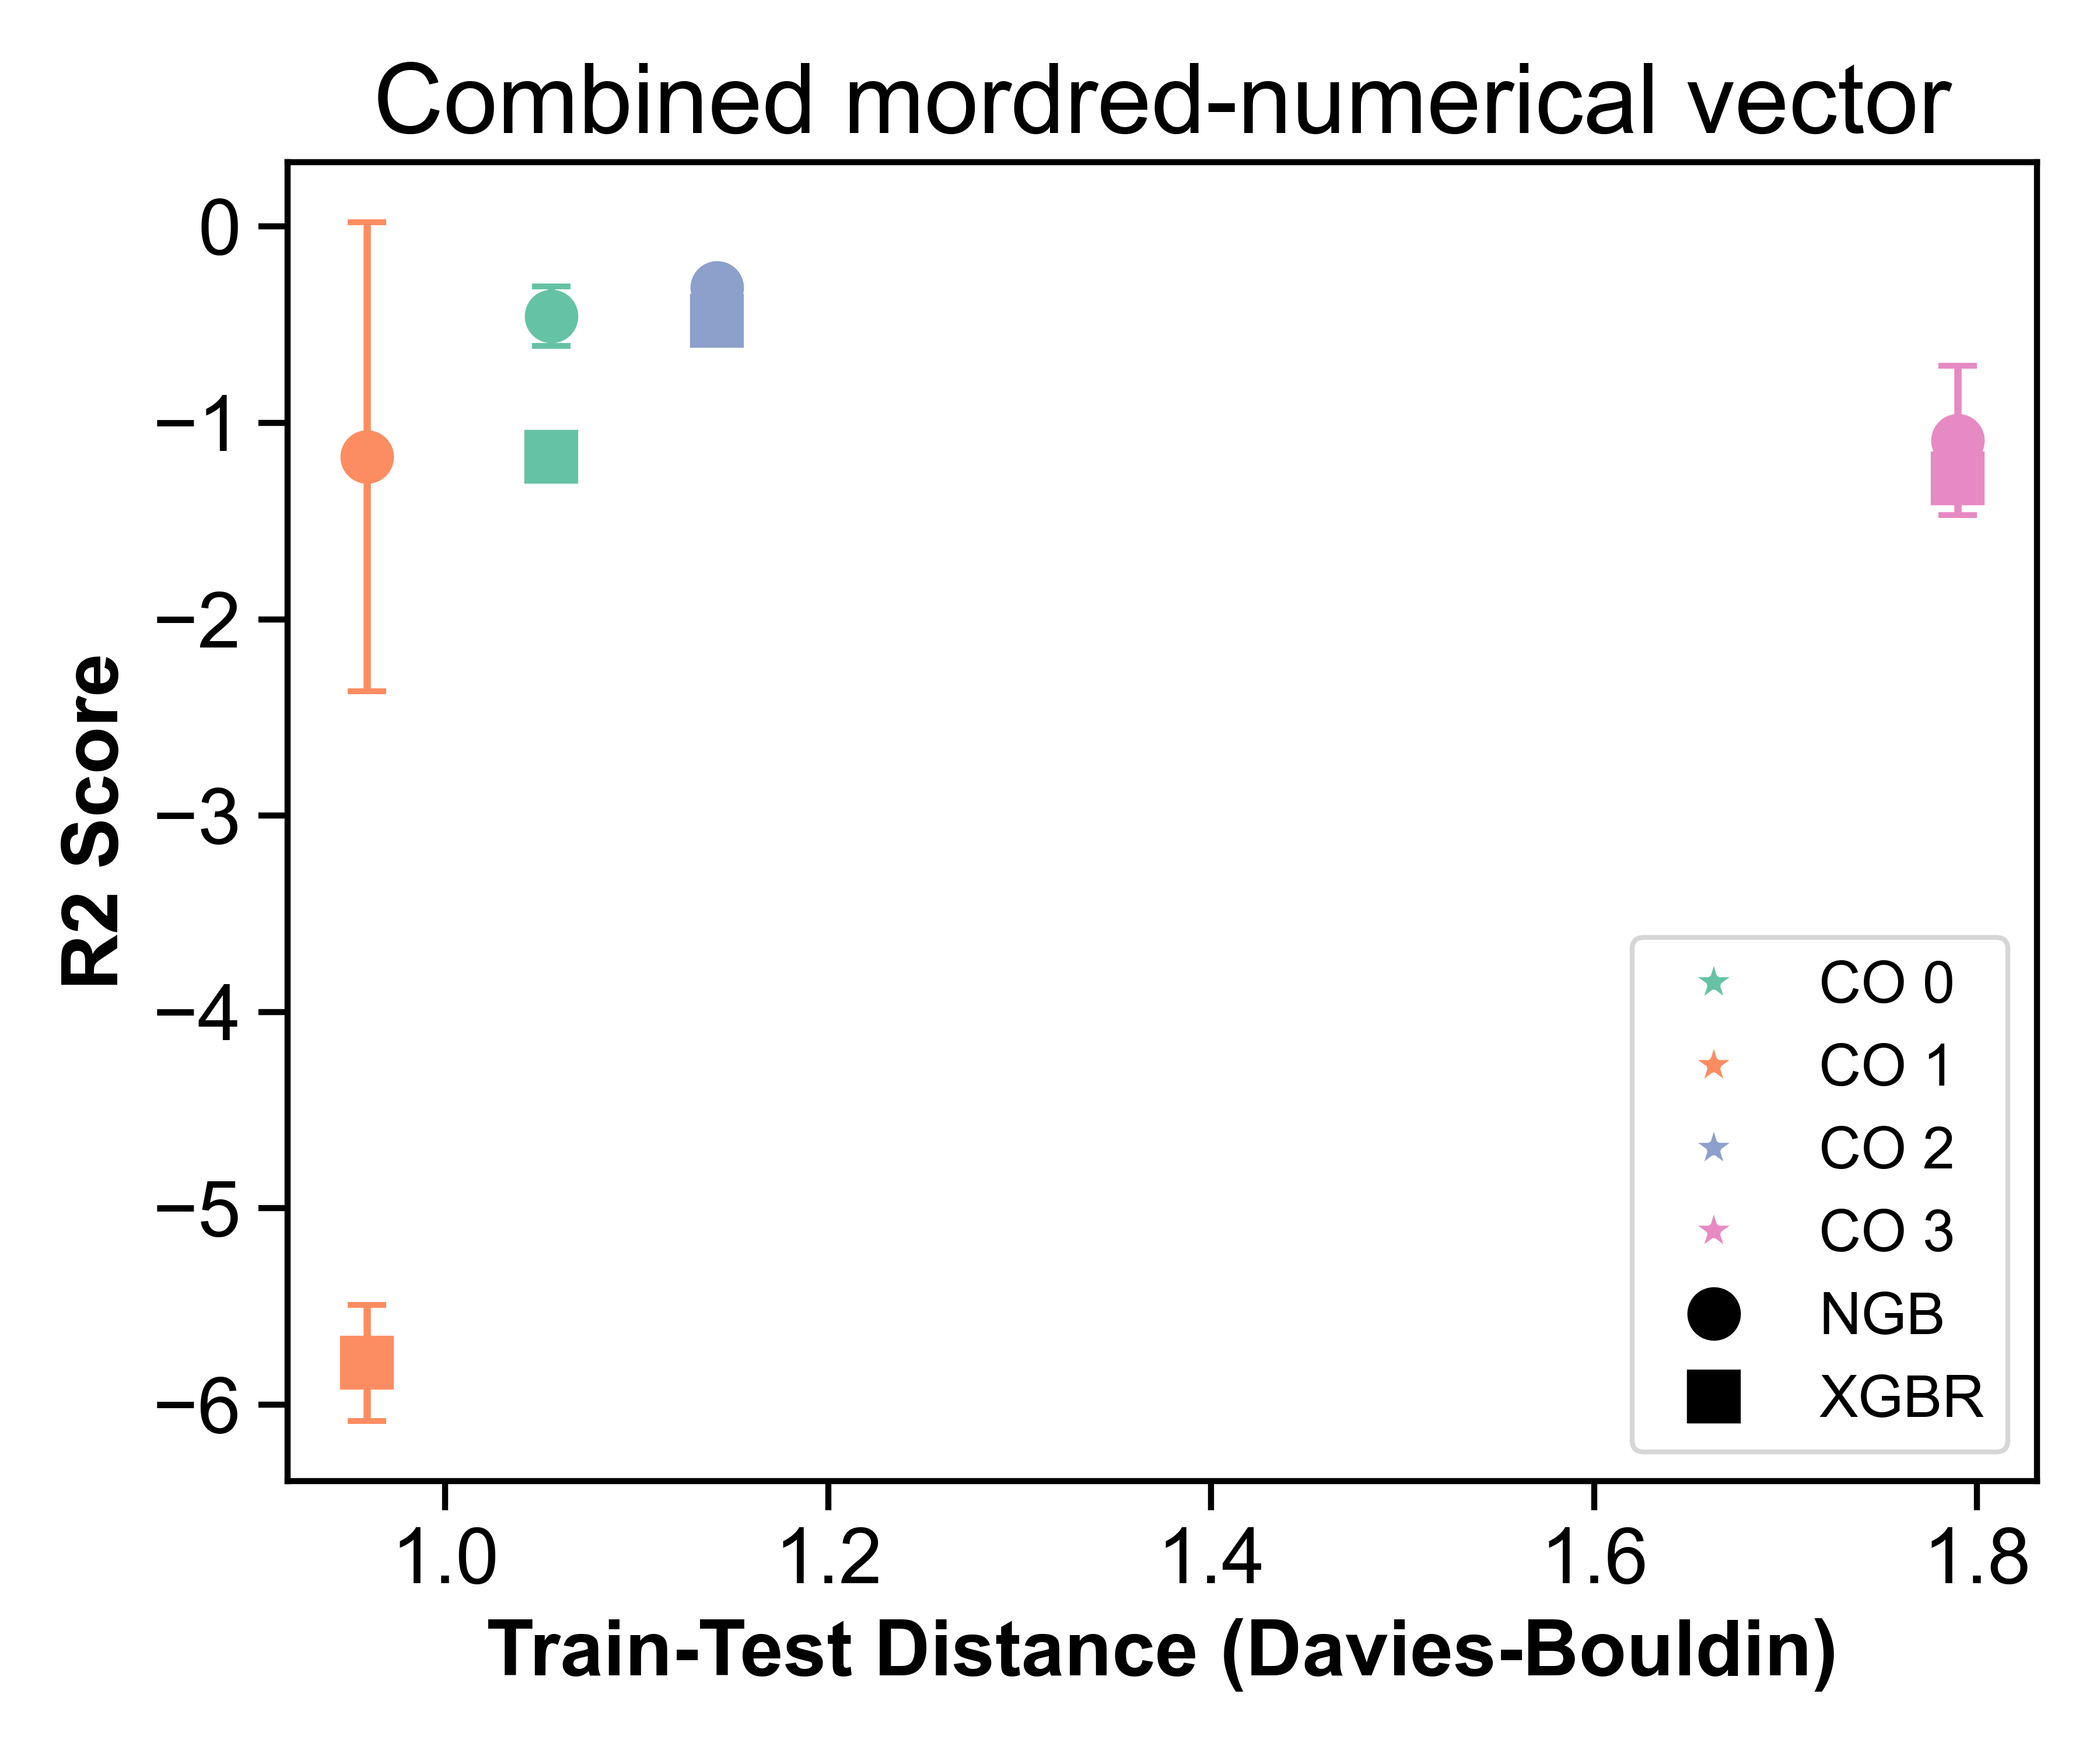 Combined mordred-numerical vector
R2 Score
0
−1
−2
−3
−4
−5
−6
CO 0
CO 1
CO 2
CO 3
NGB
XGBR
1.0 1.2 1.4 1.6 1.8
Train-Test Distance (Davies-Bouldin)